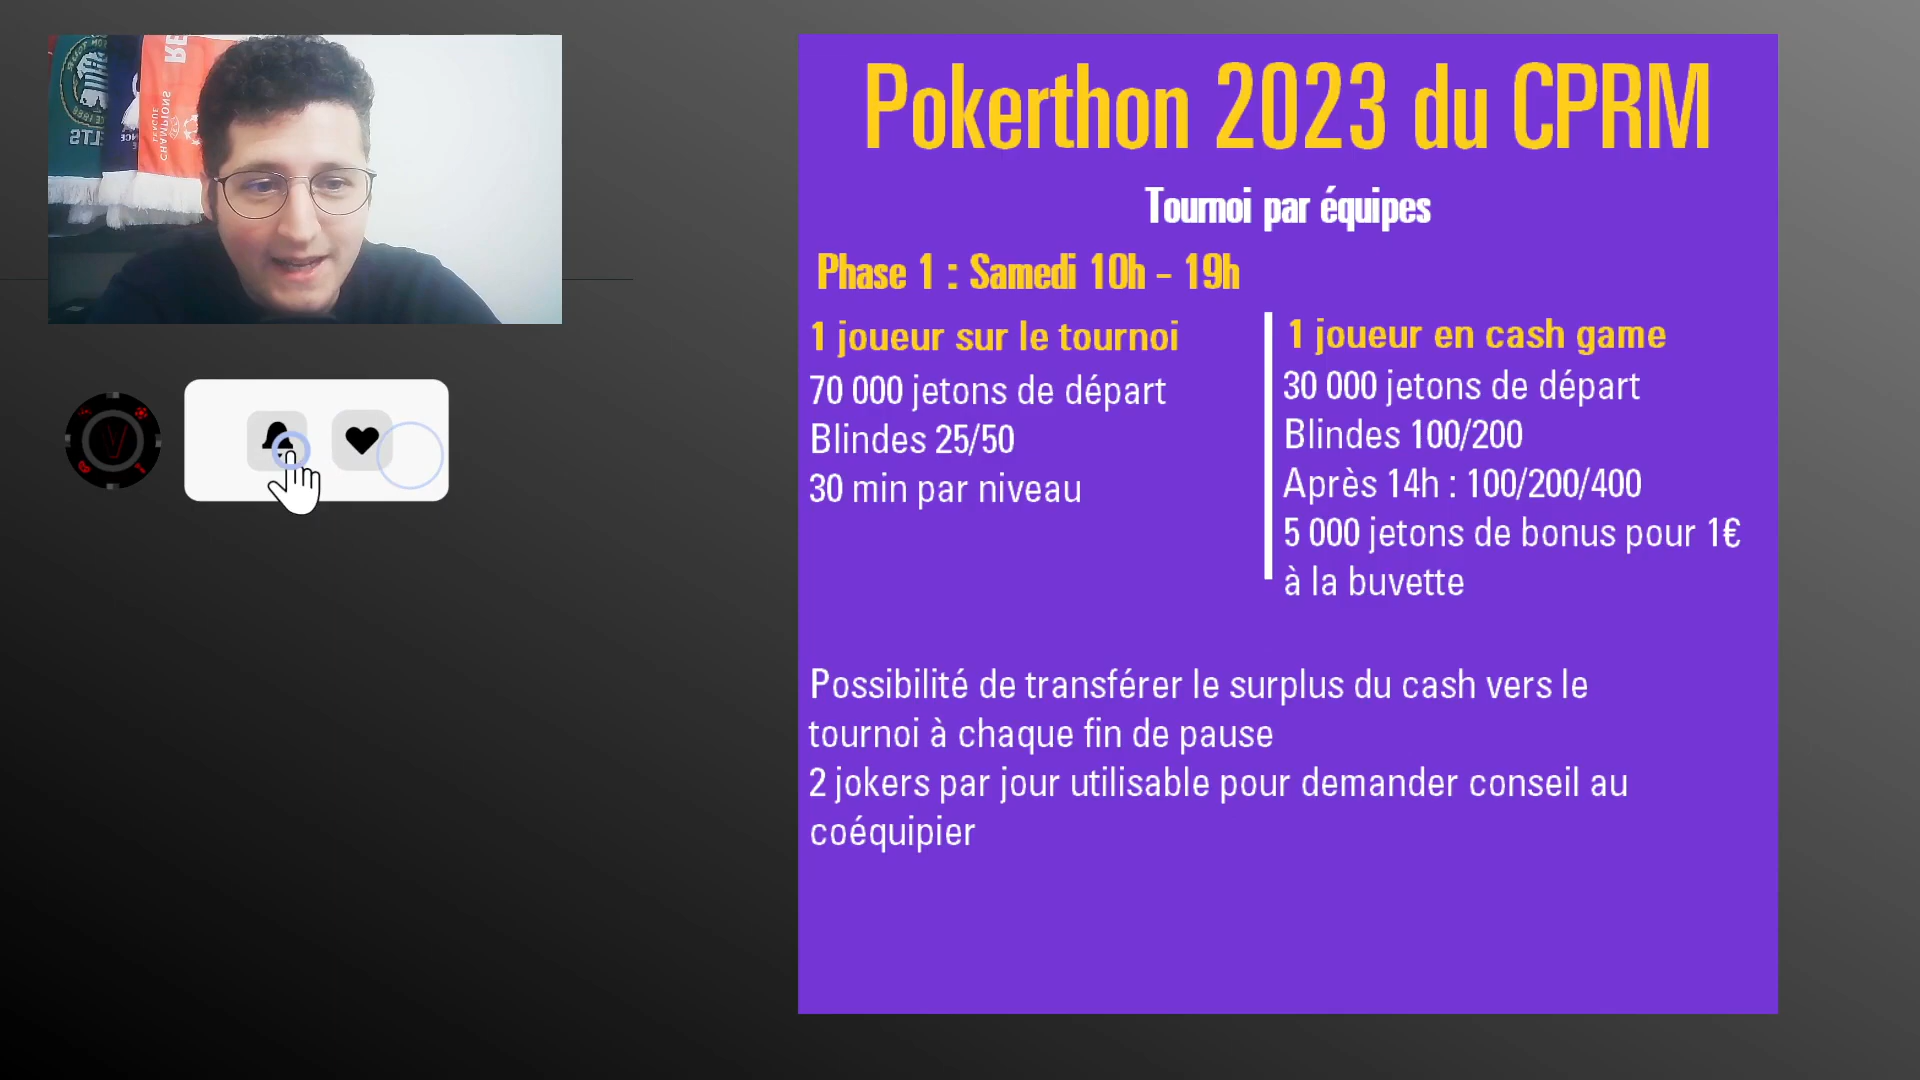 Pokerthon 2023 du CPRM
Tournoi par équipes
Phase 1 : Samedi 10h - 19h
1 joueur sur le tournoi
70 000 jetons de départ
Blindes 25/50
30 min par niveau
1 joueur en cash game
30 000 jetons de départ
Blindes 100/200
Après 14h : 100/200/400
5 000 jetons de bonus pour 1€
à la buvette
Possibilité de transférer le surplus du cash vers le
tournoi à chaque fin de pause
2 jokers par jour utilisable pour demander conseil au
coéquipier
CHAMPIONS
LEAGUE